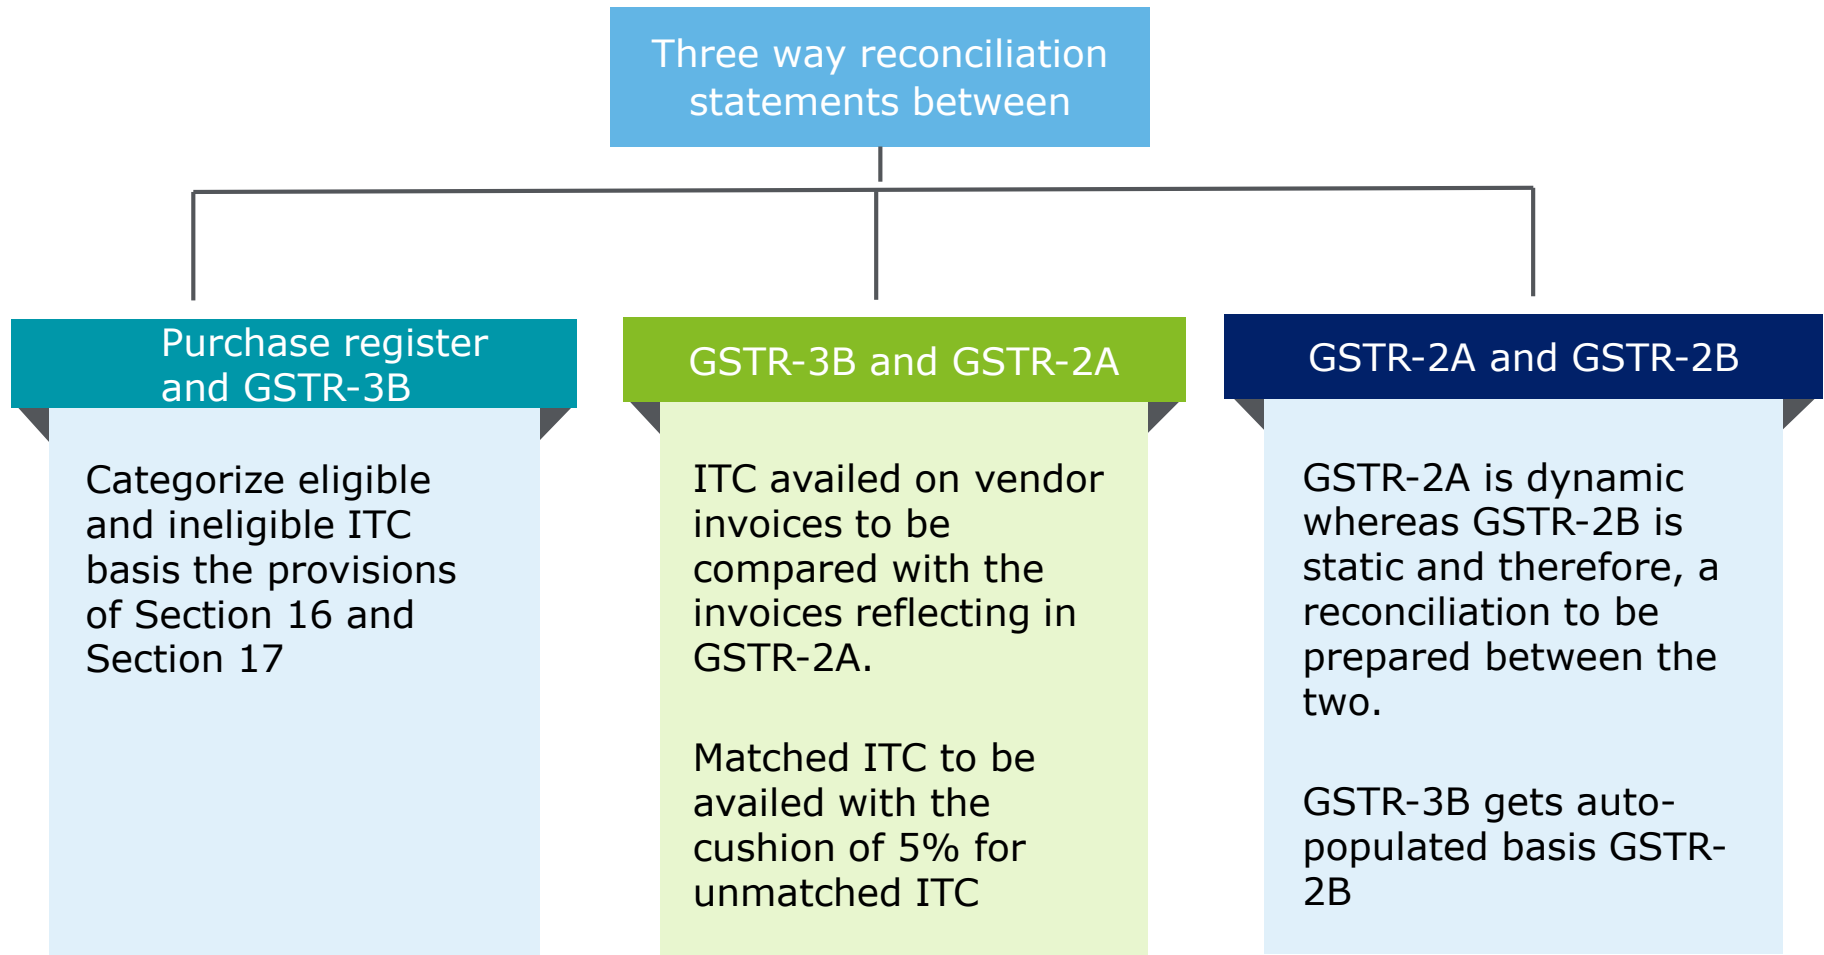 Three way reconciliation
statements between
Purchase register
and GSTR-3B
Categorize eligible
and ineligible ITC
basis the provisions
of Section 16 and
Section 17
GSTR-3B and GSTR-2A
ITC availed on vendor
invoices to be
compared with the
invoices reflecting in
GSTR-2A.
Matched ITC to be
availed with the
cushion of 5% for
unmatched ITC
GSTR-2A and GSTR-2B
GSTR-2A is dynamic
whereas GSTR-2B is
static and therefore, a
reconciliation to be
prepared between the
two.
GSTR-3B gets auto-
populated basis GSTR-
2B